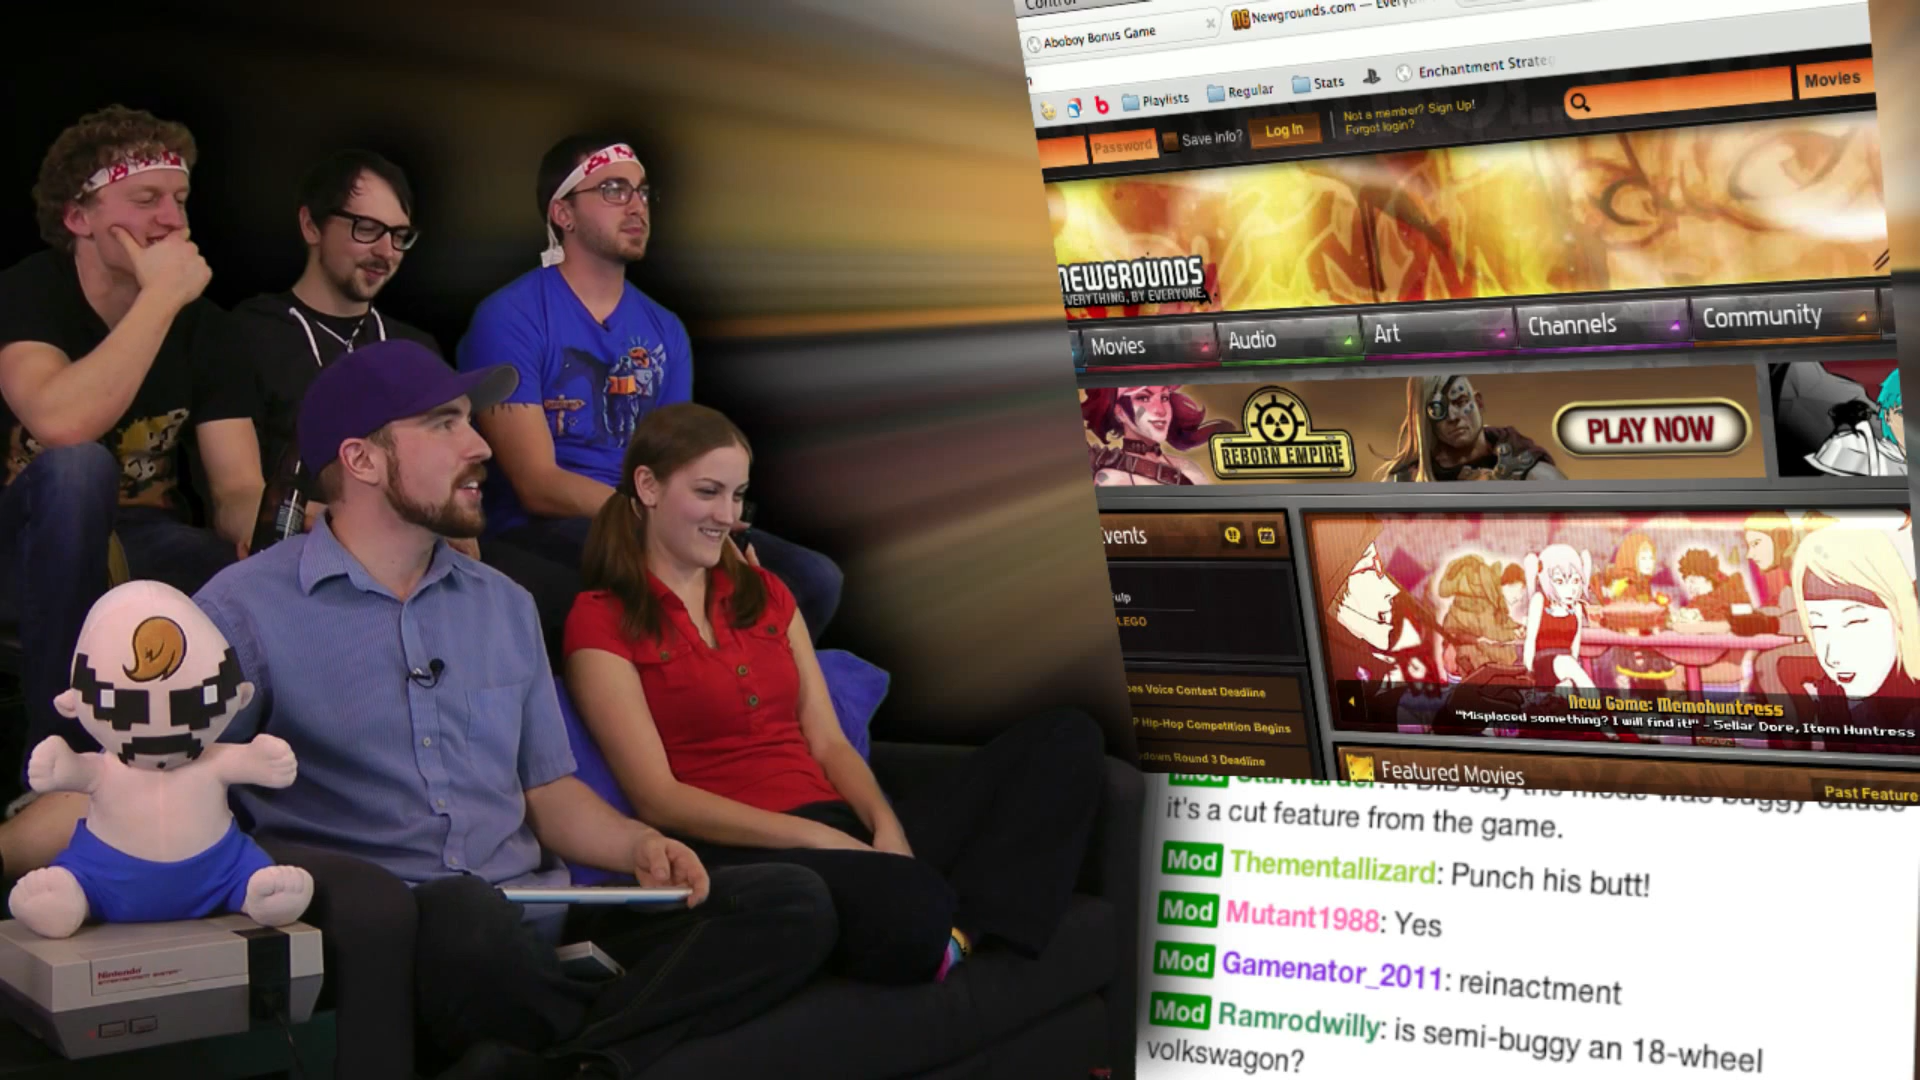 Control
Aboboy Bonus Game
Newgrounds.com —
Playlists
Regular
Stats
Enchantment
Password
Save Info?
Log In
Not a member? Sign Up!
Forgot login?
Movies
NEWGROUNDS
EVERYTHING, BY EVERYONE.
Movies
Audio
Art
Channels
Community
REBORN EMPIRE
PLAY NOW
LEGO
Voice Contest Deadline
Hip-Hop Competition Begins
Round 3 Deadline
New Game: Memohuntress
"Misplaced something? I will find it!" - Sellar Dore, Item Huntress
Featured Movies
Past Feature
it's a cut feature from the game.
Mod Thementallizard: Punch his butt!
Mod Mutant1988: Yes
Mod Gamenator_2011: reinactment
Mod Ramrodwilly: is semi-buggy an 18-wheel
volkswagon?
Nintendo